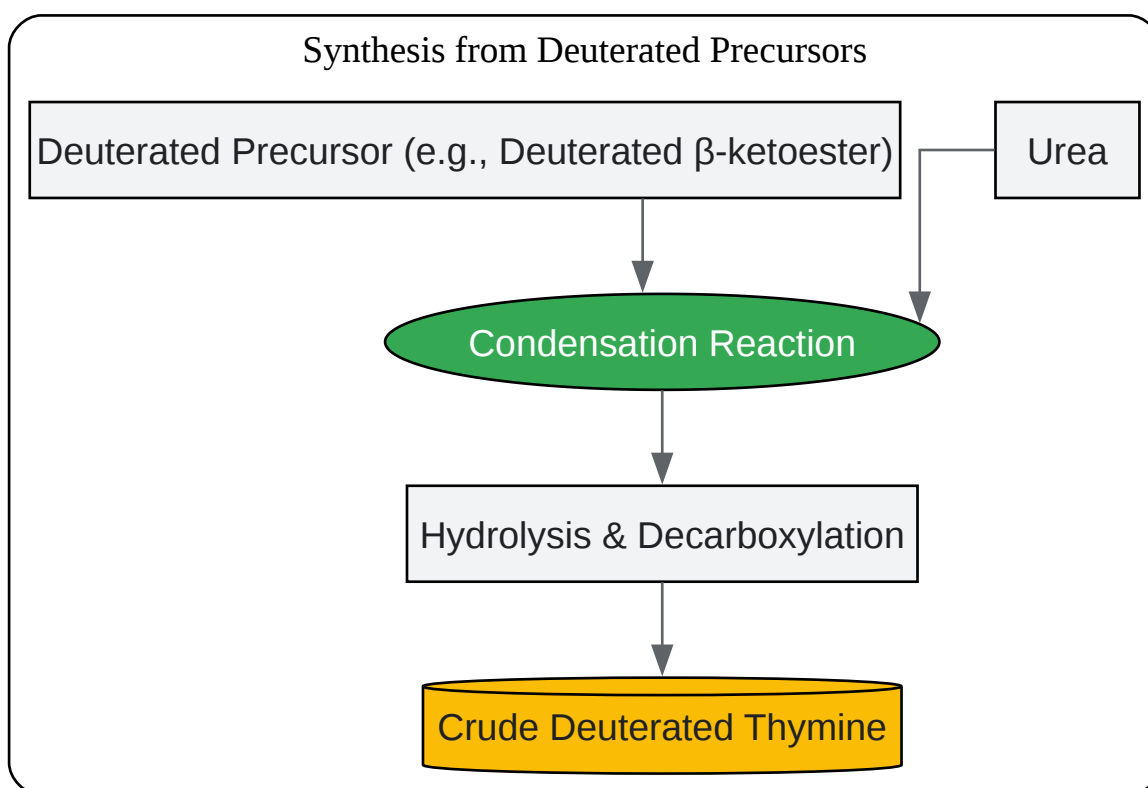 Synthesis from Deuterated Precursors
Deuterated Precursor (e.g., Deuterated β-ketoester)
Urea
Condensation Reaction
Hydrolysis & Decarboxylation
Crude Deuterated Thymine